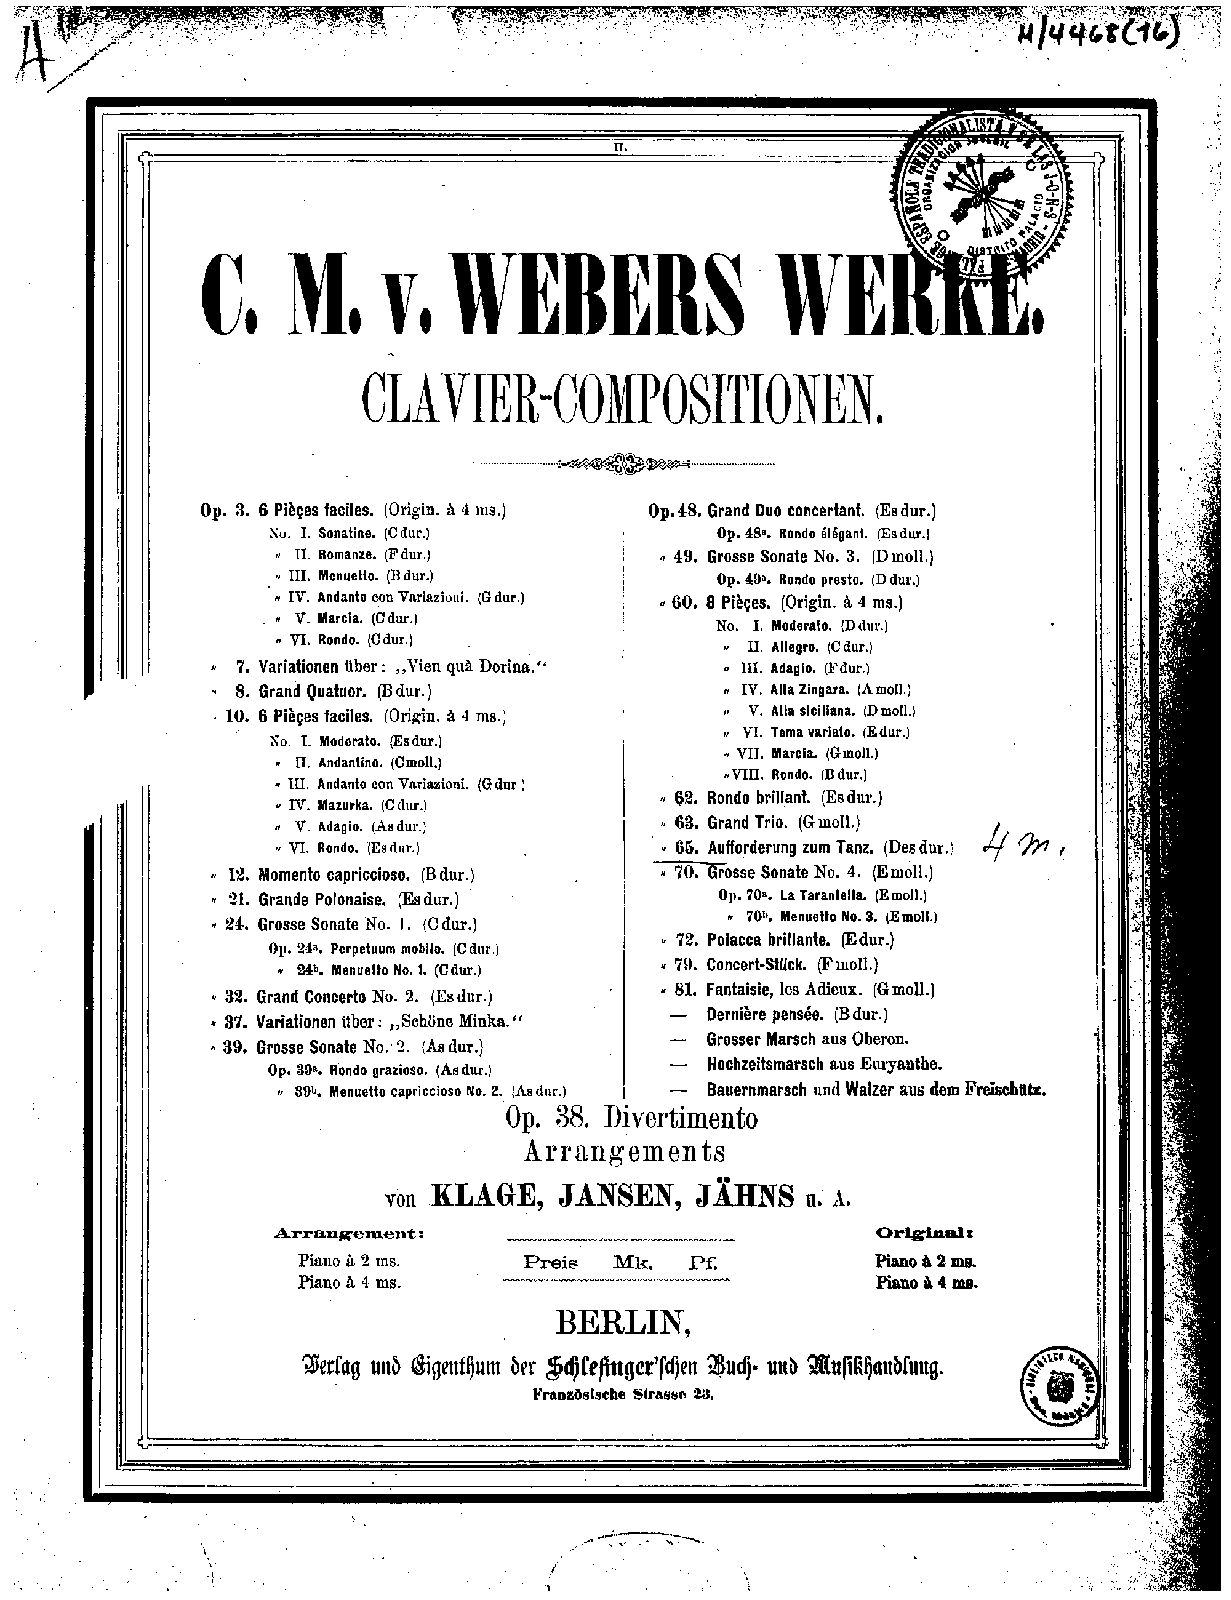 A
M/4468(16)
II.
C. M. v. WEBERS WERKE.
CLAVIER-COMPOSITIONEN.
Op. 3. 6 Pièçes faciles. (Origin. à 4 ms.)
No. I. Sonatine. (C dur.)
" II. Romanze. (F dur.)
" III. Menuetto. (B dur.)
" IV. Andante con Variazioni. (G dur.)
" V. Marcia. (C dur.)
" VI. Rondo. (C dur.)
" 7. Variationen über: „Vien quà Dorina.“
" 8. Grand Quatuor. (B dur.)
" 10. 6 Pièçes faciles. (Origin. à 4 ms.)
No. I. Moderato. (Es dur.)
" II. Andantino. (C moll.)
" III. Andante con Variazioni. (G dur.)
" IV. Mazurka. (C dur.)
" V. Adagio. (As dur.)
" VI. Rondo. (Es dur.)
" 12. Momento capriccioso. (B dur.)
" 21. Grande Polonaise. (Es dur.)
" 24. Grosse Sonate No. 1. (C dur.)
Op. 24a. Perpetuum mobile. (C dur.)
" 24b. Menuetto No. 1. (C dur.)
" 32. Grand Concerto No. 2. (Es dur.)
" 37. Variationen über: „Schöne Minka.“
" 39. Grosse Sonate No. 2. (As dur.)
Op. 39a. Rondo grazioso. (As dur.)
" 39b. Menuetto capriccioso No. 2. (As dur.)
Op. 48. Grand Duo concertant. (Es dur.)
Op. 48a. Rondo élégant. (Es dur.)
" 49. Grosse Sonate No. 3. (D moll.)
Op. 49a. Rondo presto. (D dur.)
" 60. 8 Pièçes. (Origin. à 4 ms.)
No. I. Moderato. (D dur.)
" II. Allegro. (C dur.)
" III. Adagio. (F dur.)
" IV. Alla Zingara. (A moll.)
" V. Alla siciliana. (D moll.)
" VI. Tema variato. (E dur.)
" VII. Marcia. (G moll.)
" VIII. Rondo. (B dur.)
" 62. Rondo brillant. (Es dur.)
" 63. Grand Trio. (G moll.)
" 65. Aufforderung zum Tanz. (Des dur.) 4 m.
" 70. Grosse Sonate No. 4. (E moll.)
Op. 70a. La Tarantella. (E moll.)
" 70b. Menuetto No. 3. (E moll.)
" 72. Polacca brillante. (E dur.)
" 79. Concert-Stück. (F moll.)
" 81. Fantaisie, les Adieux. (G moll.)
— Dernière pensée. (B dur.)
— Grosser Marsch aus Oberon.
— Hochzeitsmarsch aus Euryanthe.
— Bauernmarsch und Walzer aus dem Freischütz.
Op. 38. Divertimento
Arrangements
von KLAGE, JANSEN, JÄHNS u. A.
Arrangement:
Piano à 2 ms.
Piano à 4 ms.
Preis Mk. Pf.
Original:
Piano à 2 ms.
Piano à 4 ms.
BERLIN,
Verlag und Eigenthum der Schlesinger'schen Buch- und Musikhandlung.
Französische Strasse 23.
ESPAÑOLA TRADICIONALISTA Y DE LAS J-O-N-S
ORGANIZACION JUVENIL
DISTRITO PALACIO
MADRID